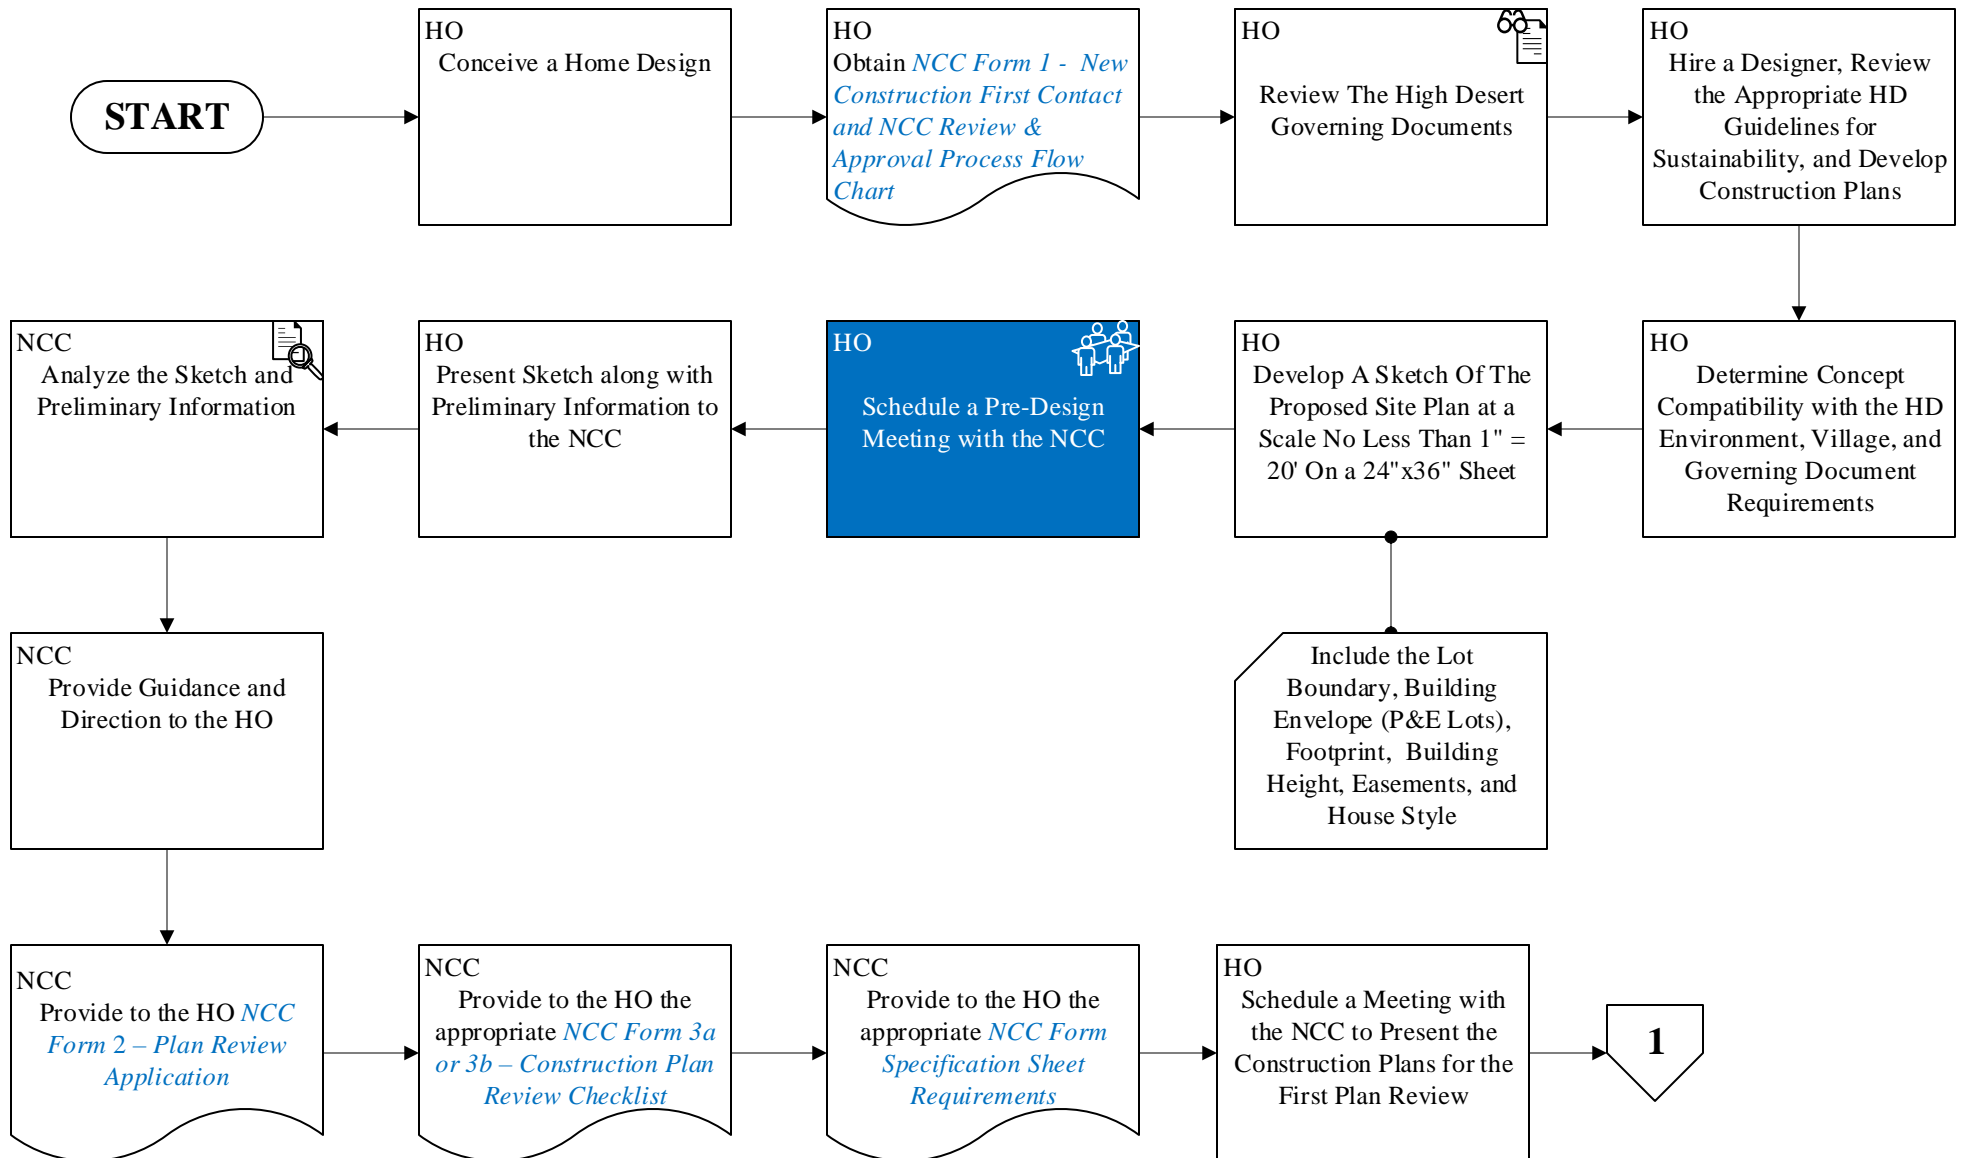 START
HO
Conceive a Home Design
HO
Obtain NCC Form 1 - New
Construction First Contact
and NCC Review &
Approval Process Flow
Chart
HO
Review The High Desert
Governing Documents
HO
Hire a Designer, Review
the Appropriate HD
Guidelines for
Sustainability, and Develop
Construction Plans
HO
Determine Concept
Compatibility with the HD
Environment, Village, and
Governing Document
Requirements
HO
Develop A Sketch Of The
Proposed Site Plan at a
Scale No Less Than 1" =
20' On a 24"x36" Sheet
Include the Lot
Boundary, Building
Envelope (P&E Lots),
Footprint, Building
Height, Easements, and
House Style
HO
Schedule a Pre-Design
Meeting with the NCC
HO
Present Sketch along with
Preliminary Information to
the NCC
NCC
Analyze the Sketch and
Preliminary Information
NCC
Provide Guidance and
Direction to the HO
NCC
Provide to the HO NCC
Form 2 – Plan Review
Application
NCC
Provide to the HO the
appropriate NCC Form 3a
or 3b – Construction Plan
Review Checklist
NCC
Provide to the HO the
appropriate NCC Form
Specification Sheet
Requirements
HO
Schedule a Meeting with
the NCC to Present the
Construction Plans for the
First Plan Review
1